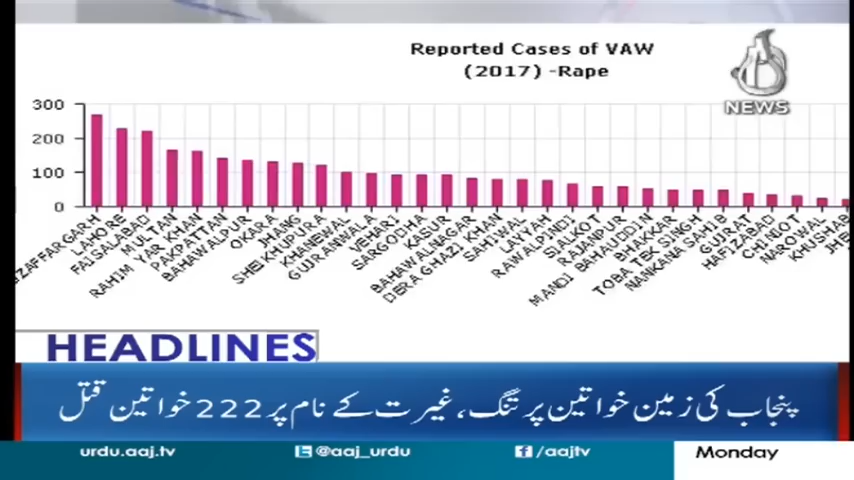 Reported Cases of VAW
(2017) -Rape
NEWS
300
200
100
0
ZAFFARGARH
LAHORE
FAISALABAD
MULTAN
RAHIM YAR KHAN
PAKPATTAN
BAHAWALPUR
OKARA
JHANG
SHEIKHUPURA
KHANEWAL
GUJRANWALA
VEHARI
SARGODHA
KASUR
BAHAWALNAGAR
DERA GHAZI KHAN
SAHIWAL
LAYYAH
RAWALPINDI
SIALKOT
RAJANPUR
MANDI BAHAUDDIN
BHAKKAR
TOBA TEK SINGH
NANKANA SAHIB
GUJRAT
HAFIZABAD
CHINIOT
NAROWAL
KHUSHAB
JHE
HEADLINES
پنجاب کی زمین خواتین پر تنگ، غیرت کے نام پر 222 خواتین قتل
urdu.aaj.tv
@aaj_urdu
/aajtv
Monday